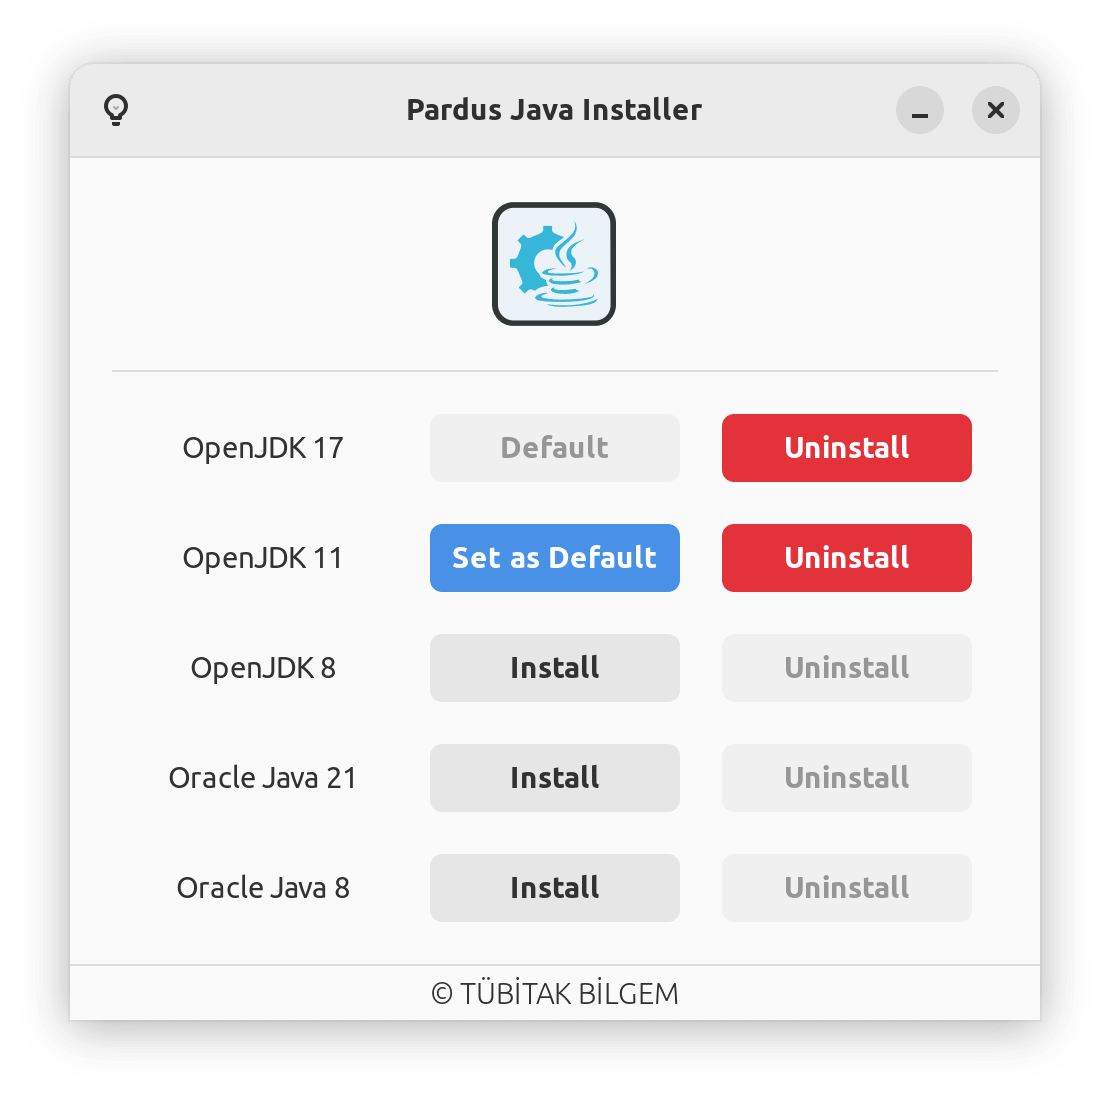 Pardus Java Installer
OpenJDK 17 Default Uninstall
OpenJDK 11 Set as Default Uninstall
OpenJDK 8 Install Uninstall
Oracle Java 21 Install Uninstall
Oracle Java 8 Install Uninstall
© TÜBİTAK BİLGEM